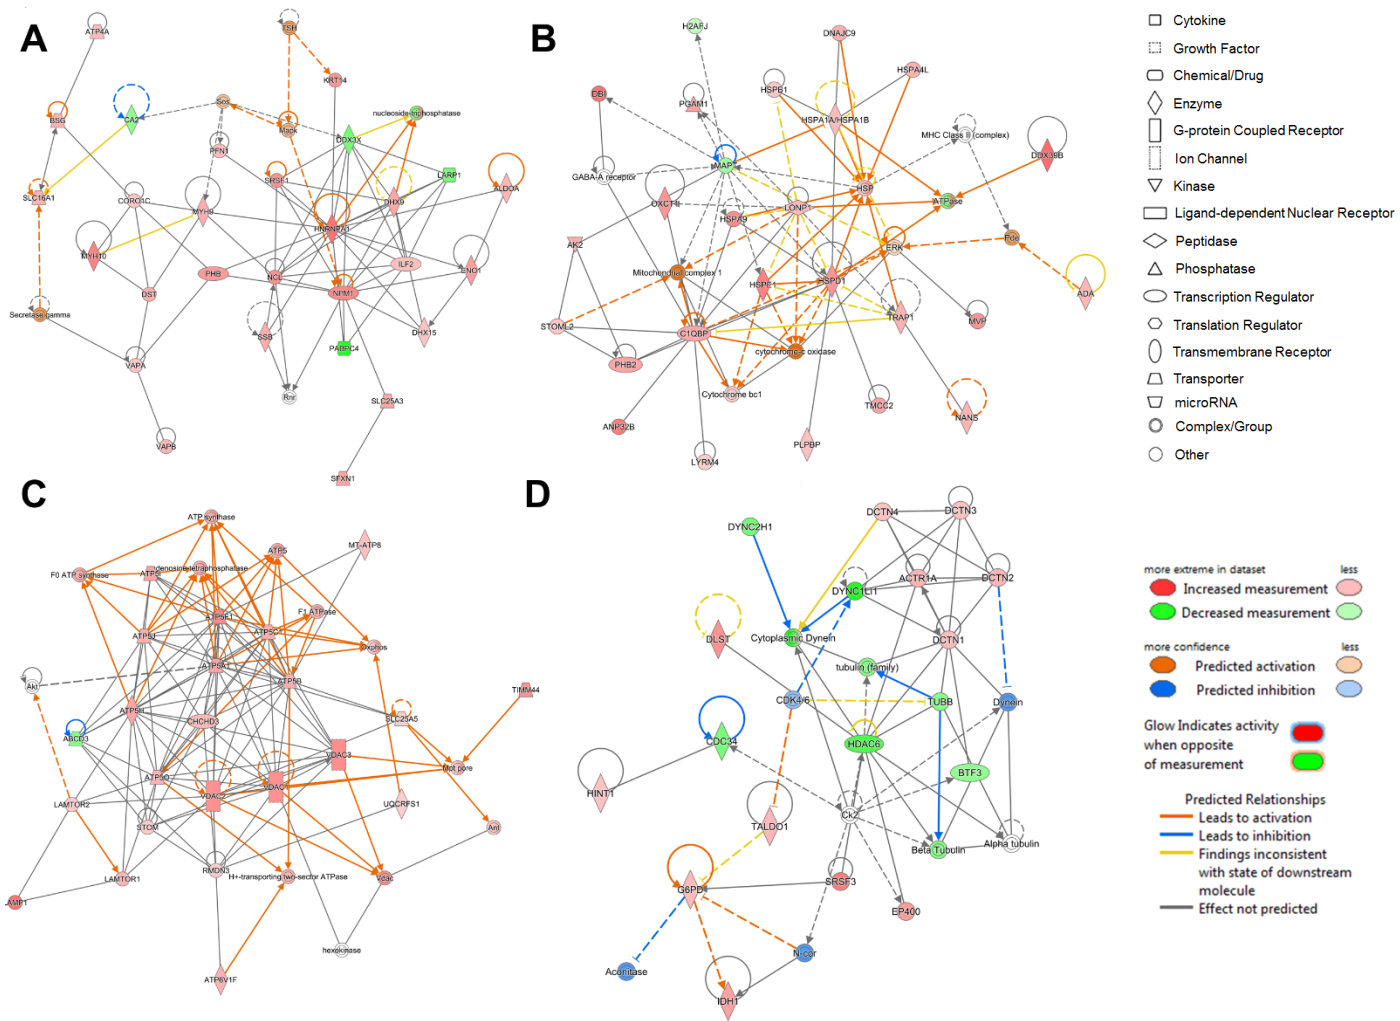 A
ATP4A
TSH
KRT14
BSG
CA2
Sos
Mapk
nucleoside-triphosphatase
DDX3X
PFN1
LARP1
SRSF1
ALDOA
DHX9
SLC16A1
CORO1C
MYH9
HNRNPA1
MYH10
PHB
NCL
ILF2
ENO1
DST
NPM1
Secretase gamma
SSB
DHX15
PABPC4
VAPA
Rnr
SLC25A3
VAPB
SFXN1
B
H2AFJ
DNAJC9
HSPA4L
DBI
PGAM1
HSPB1
HSPA1A/HSPA1B
MHC Class II (complex)
DDX39B
MAPT
GABA-A receptor
HSP
OXCT1
HSPA9
LONP1
ATPase
AK2
ERK
Pde
Mitochondrial complex 1
HSPE1
HSPD1
ADA
STOML2
C1QBP
TRAP1
MVP
cytochrome-c oxidase
PHB2
Cytochrome bc1
TMCC2
NANS
ANP32B
PLPBP
LYRM4
Cytokine
Growth Factor
Chemical/Drug
Enzyme
G-protein Coupled Receptor
Ion Channel
Kinase
Ligand-dependent Nuclear Receptor
Peptidase
Phosphatase
Transcription Regulator
Translation Regulator
Transmembrane Receptor
Transporter
microRNA
Complex/Group
Other
C
ATP synthase
MT-ATP8
ATP5
F0 ATP synthase
ATP5I
denosinetetraphosphatase
F1 ATPase
ATP5F1
ATP5J
ATP5C1
Oxphos
ATP5A1
Akt
ATP5B
TIMM44
ATP5H
CHCHD3
SLC25A5
ABCD3
VDAC3
Mpt pore
ATP5O
VDAC2
VDAC1
LAMTOR2
UQCRFS1
STOM
Ant
RMDN3
LAMTOR1
H+-transporting two-sector ATPase
Vdac
LAMP1
hexokinase
ATP6V1F
D
DYNC2H1
DCTN4
DCTN3
ACTR1A
DCTN2
DYNC1LI1
DLST
Cytoplasmic Dynein
DCTN1
tubulin (family)
CDK4/6
TUBB
Dynein
CDC34
HDAC6
BTF3
HINT1
TALDO1
Ck2
Beta Tubulin
Alpha tubulin
G6PD
SRSF3
EP400
N-cor
Aconitase
IDH1
more extreme in dataset less
Increased measurement
Decreased measurement
more confidence less
Predicted activation
Predicted inhibition
Glow Indicates activity
when opposite
of measurement
Predicted Relationships
Leads to activation
Leads to inhibition
Findings inconsistent
with state of downstream
molecule
Effect not predicted